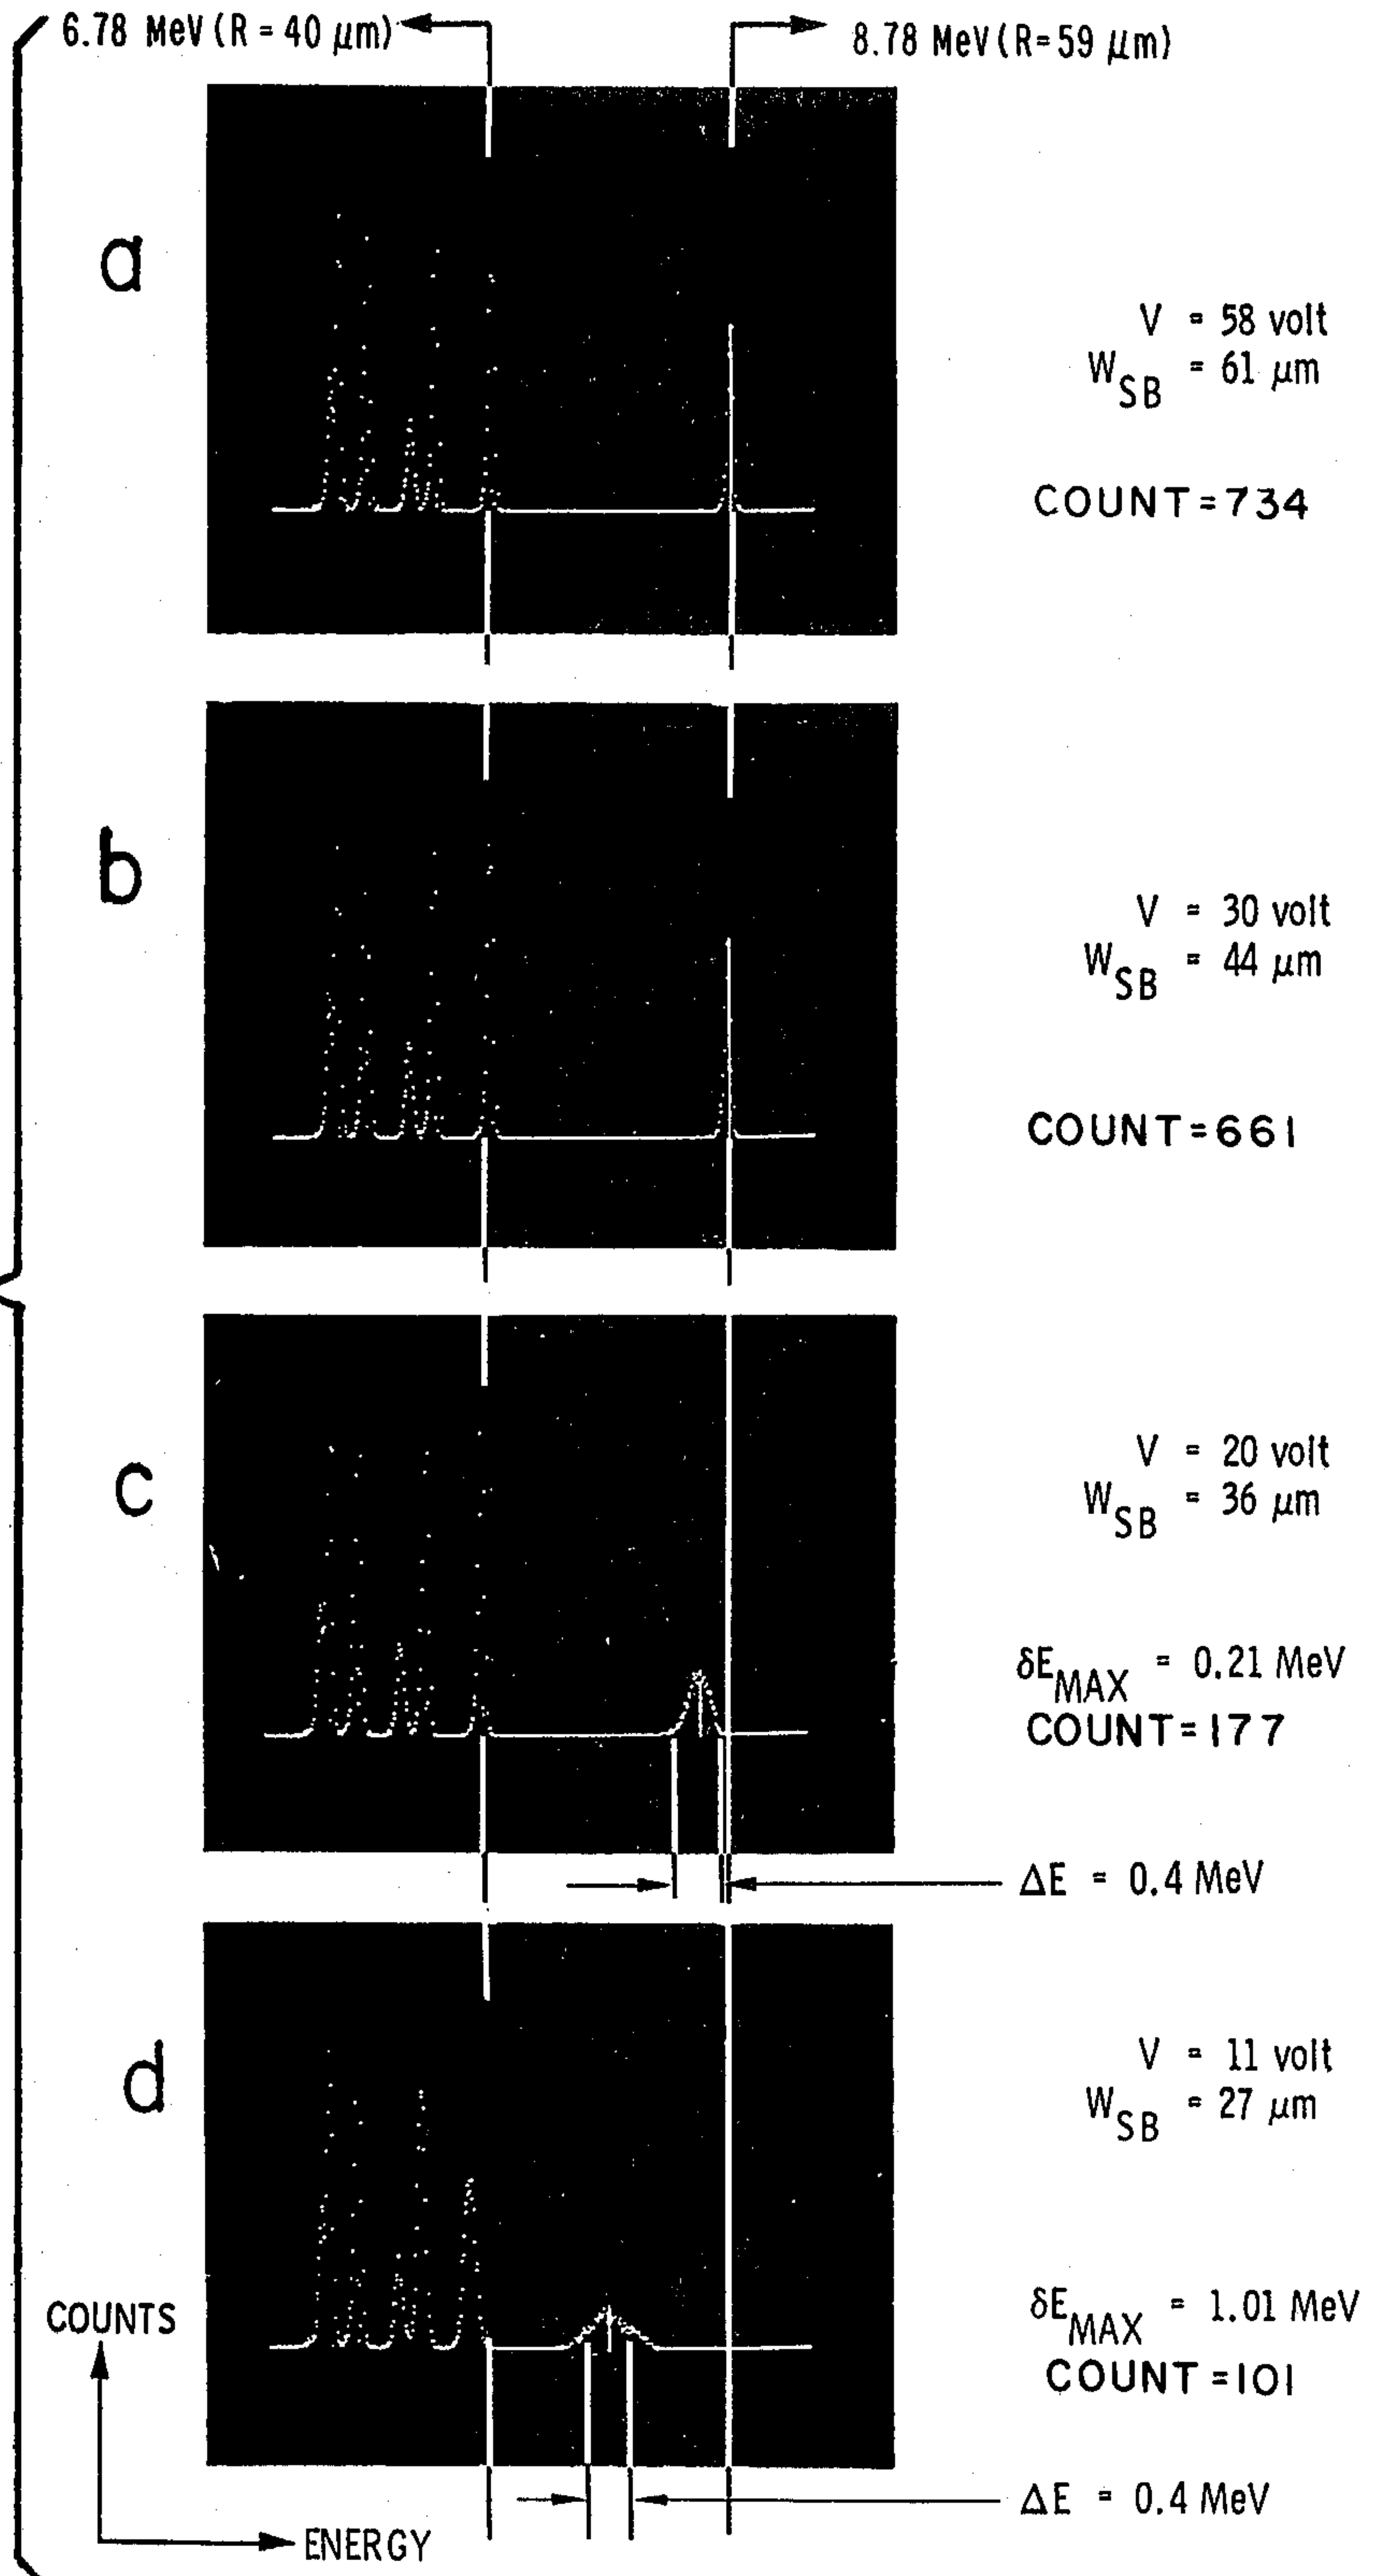 6.78 MeV (R = 40 μm)
8.78 MeV (R=59 μm)
a
V = 58 volt
W_SB = 61 μm
COUNT=734
b
V = 30 volt
W_SB = 44 μm
COUNT=661
c
V = 20 volt
W_SB = 36 μm
δE_MAX = 0.21 MeV
COUNT=177
ΔE = 0.4 MeV
d
V = 11 volt
W_SB = 27 μm
δE_MAX = 1.01 MeV
COUNT=101
ΔE = 0.4 MeV
COUNTS
ENERGY